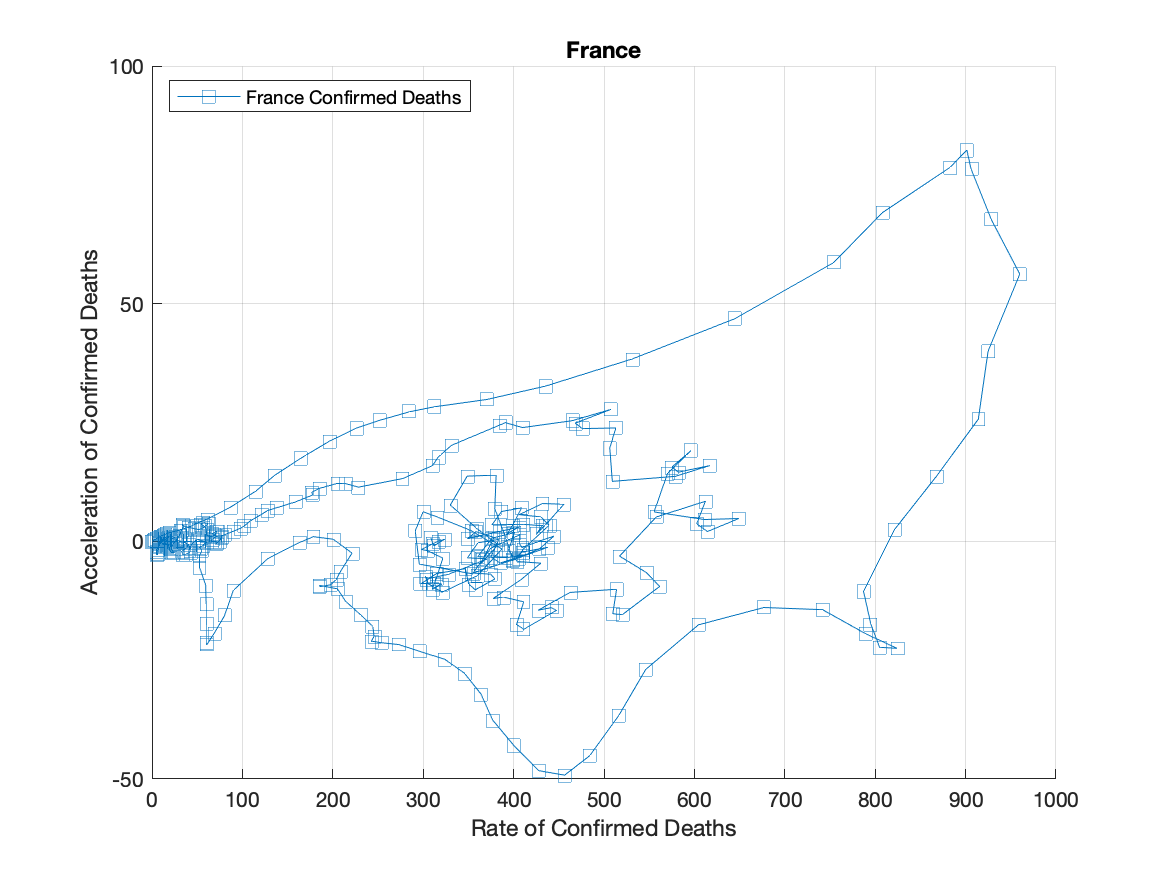 France
100
France Confirmed Deaths
50
Acceleration of Confirmed Deaths
0
-50
0 100 200 300 400 500 600 700 800 900 1000
Rate of Confirmed Deaths